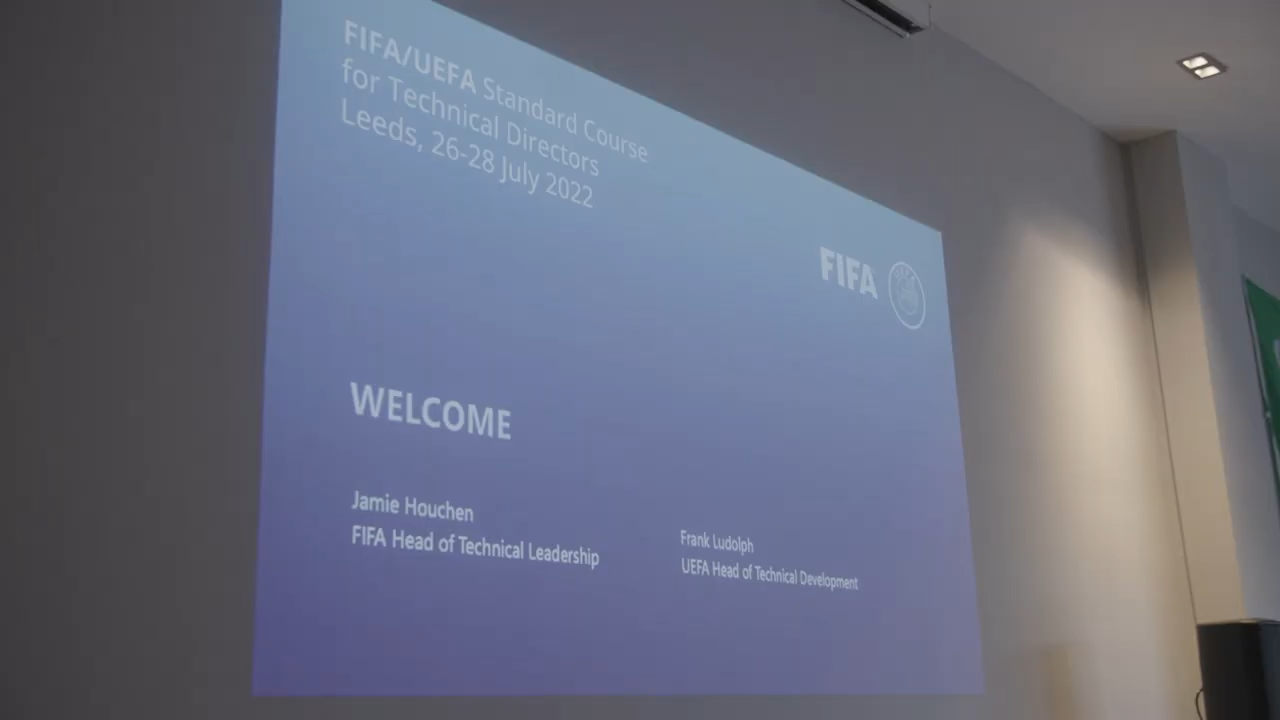 FIFA/UEFA Standard Course
for Technical Directors
Leeds, 26-28 July 2022
FIFA
UEFA
WELCOME
Jamie Houchen
FIFA Head of Technical Leadership
Frank Ludolph
UEFA Head of Technical Development